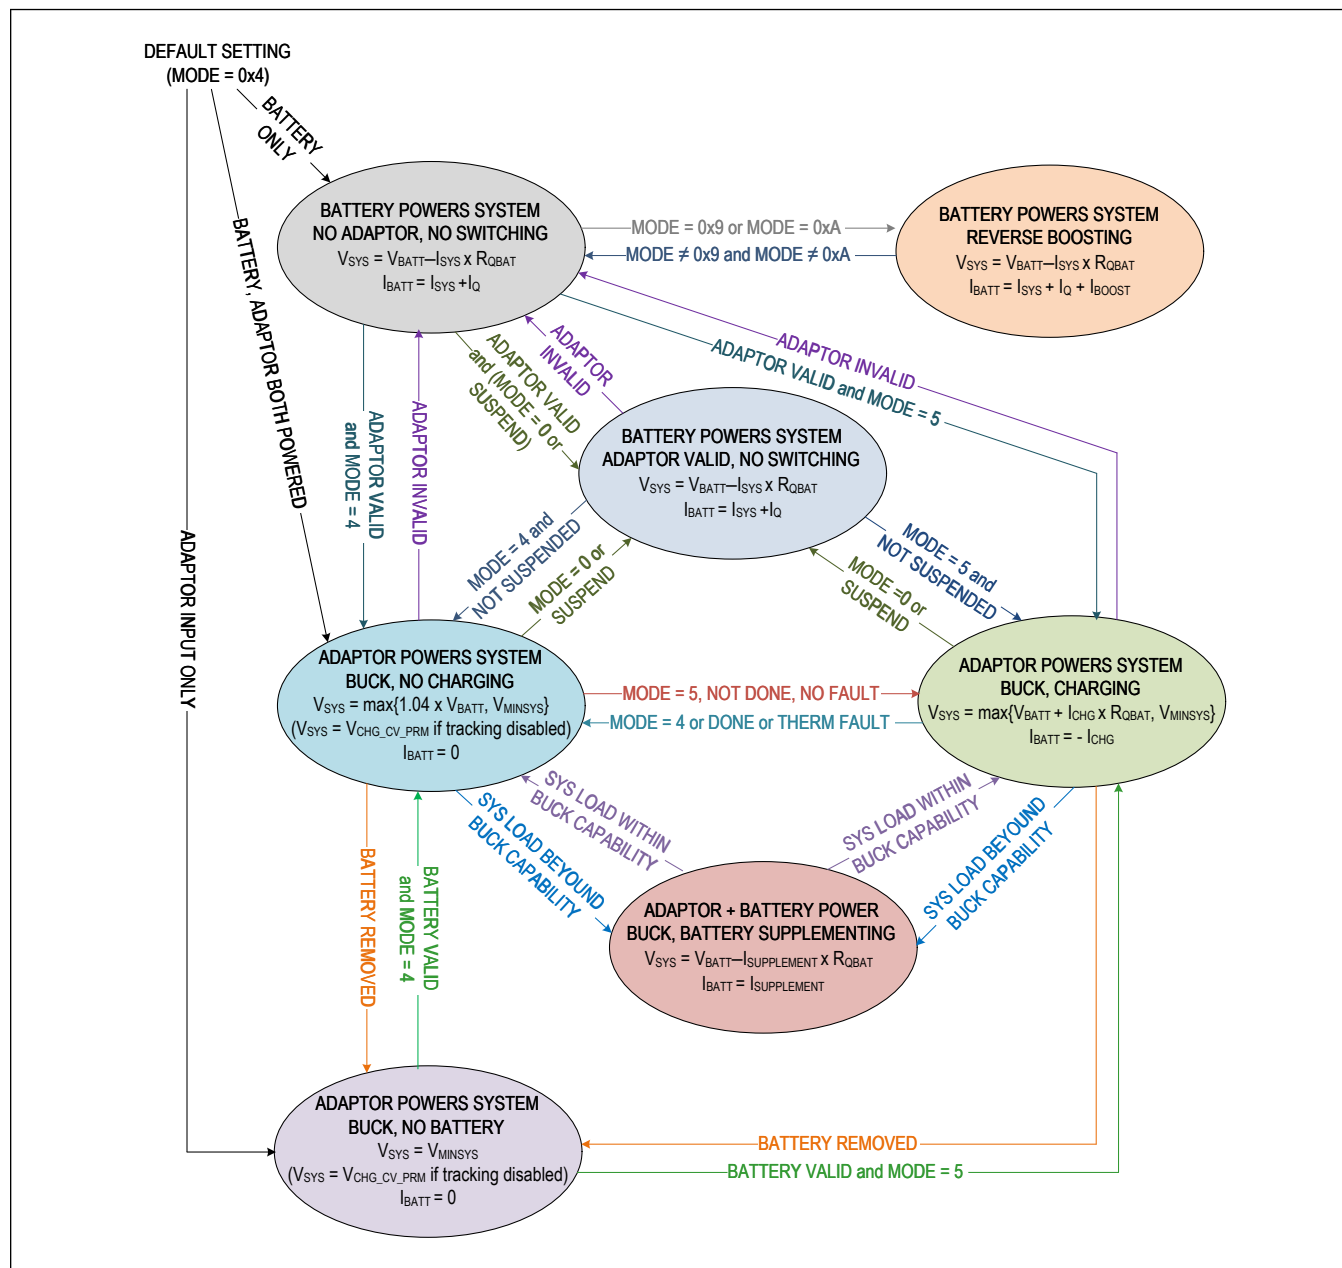 DEFAULT SETTING
(MODE = 0x4)
BATTERY
ONLY
BATTERY, ADAPTOR BOTH POWERED
ADAPTOR INPUT ONLY
BATTERY POWERS SYSTEM
NO ADAPTOR, NO SWITCHING
VSYS = VBATT–ISYS x RQBAT
IBATT = ISYS +IQ
MODE = 0x9 or MODE = 0xA
MODE ≠ 0x9 and MODE ≠ 0xA
BATTERY POWERS SYSTEM
REVERSE BOOSTING
VSYS = VBATT–ISYS x RQBAT
IBATT = ISYS + IQ + IBOOST
ADAPTOR VALID
and MODE = 4
ADAPTOR INVALID
ADAPTOR VALID
and (MODE = 0 or
SUSPEND)
ADAPTOR
INVALID
ADAPTOR INVALID
ADAPTOR VALID and MODE = 5
BATTERY POWERS SYSTEM
ADAPTOR VALID, NO SWITCHING
VSYS = VBATT–ISYS x RQBAT
IBATT = ISYS +IQ
MODE = 4 and
NOT SUSPENDED
MODE = 0 or
SUSPEND
MODE = 5 and
NOT SUSPENDED
MODE =0 or
SUSPEND
ADAPTOR POWERS SYSTEM
BUCK, NO CHARGING
VSYS = max{1.04 x VBATT, VMINSYS}
(VSYS = VCHG_CV_PRM if tracking disabled)
IBATT = 0
MODE = 5, NOT DONE, NO FAULT
MODE = 4 or DONE or THERM FAULT
ADAPTOR POWERS SYSTEM
BUCK, CHARGING
VSYS = max{VBATT + ICHG x RQBAT, VMINSYS}
IBATT = - ICHG
SYS LOAD WITHIN
BUCK CAPABILITY
SYS LOAD BEYOUND
BUCK CAPABILITY
SYS LOAD WITHIN
BUCK CAPABILITY
SYS LOAD BEYOUND
BUCK CAPABILITY
ADAPTOR + BATTERY POWER
BUCK, BATTERY SUPPLEMENTING
VSYS = VBATT–ISUPPLEMENT x RQBAT
IBATT = ISUPPLEMENT
BATTERY REMOVED
BATTERY VALID
and MODE = 4
ADAPTOR POWERS SYSTEM
BUCK, NO BATTERY
VSYS = VMINSYS
(VSYS = VCHG_CV_PRM if tracking disabled)
IBATT = 0
BATTERY REMOVED
BATTERY VALID and MODE = 5